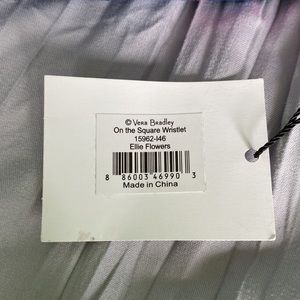 © Vera Bradley
On the Square Wristlet
15962-I46
Ellie Flowers
8 86003 46990 3
Made in China